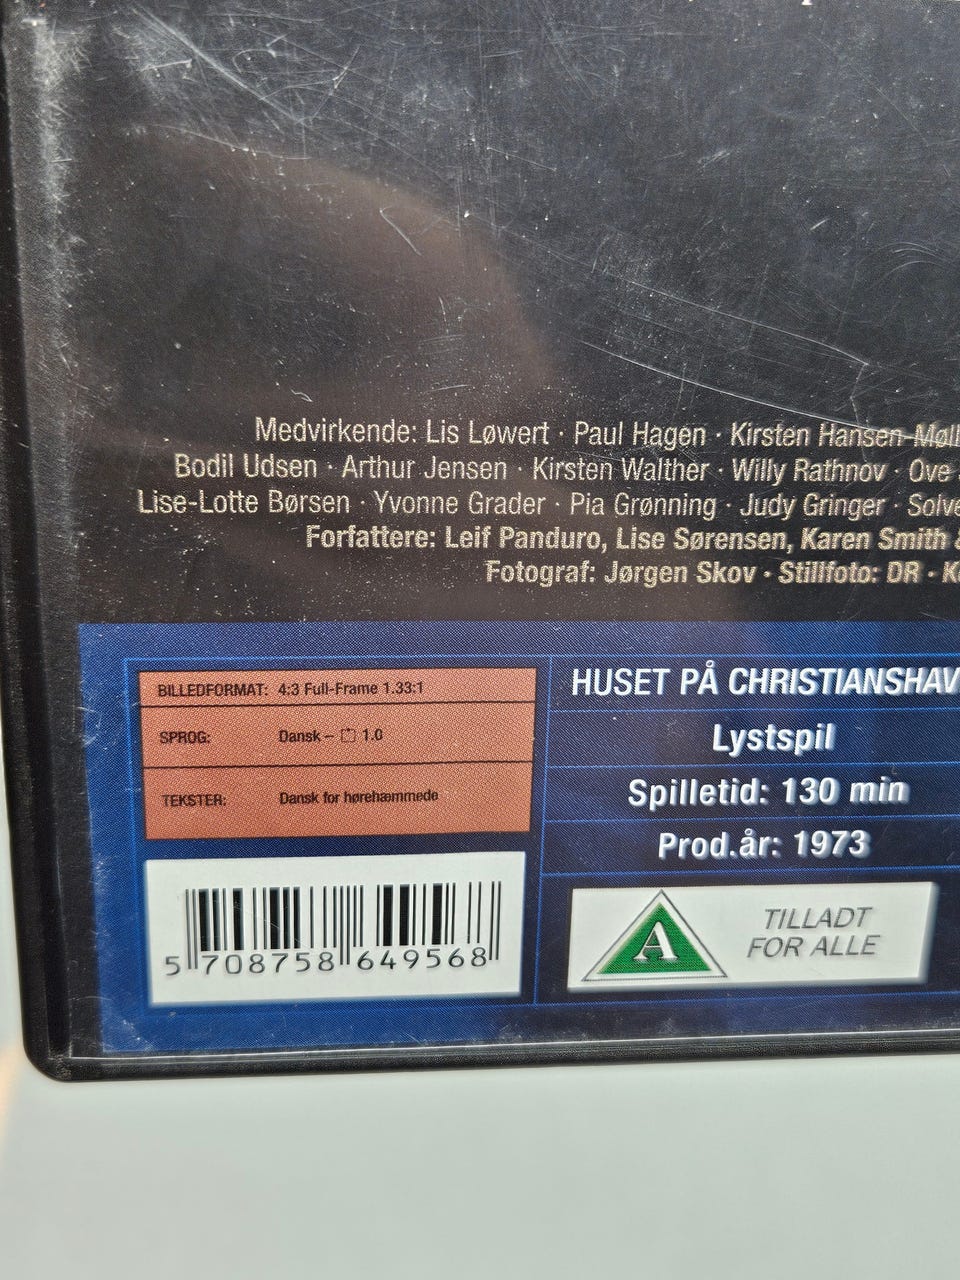 Medvirkende: Lis Løwert · Paul Hagen · Kirsten Hansen-Møll
Bodil Udsen · Arthur Jensen · Kirsten Walther · Willy Rathnov · Ove
Lise-Lotte Børsen · Yvonne Grader · Pia Grønning · Judy Gringer · Solve
Forfattere: Leif Panduro, Lise Sørensen, Karen Smith &
Fotograf: Jørgen Skov · Stillfoto: DR · K
BILLEDFORMAT: 4:3 Full-Frame 1.33:1
SPROG: Dansk – 1.0
TEKSTER: Dansk for hørehæmmede
5 708758 649568
HUSET PÅ CHRISTIANSHAV
Lystspil
Spilletid: 130 min
Prod.år: 1973
A
TILLADT
FOR ALLE